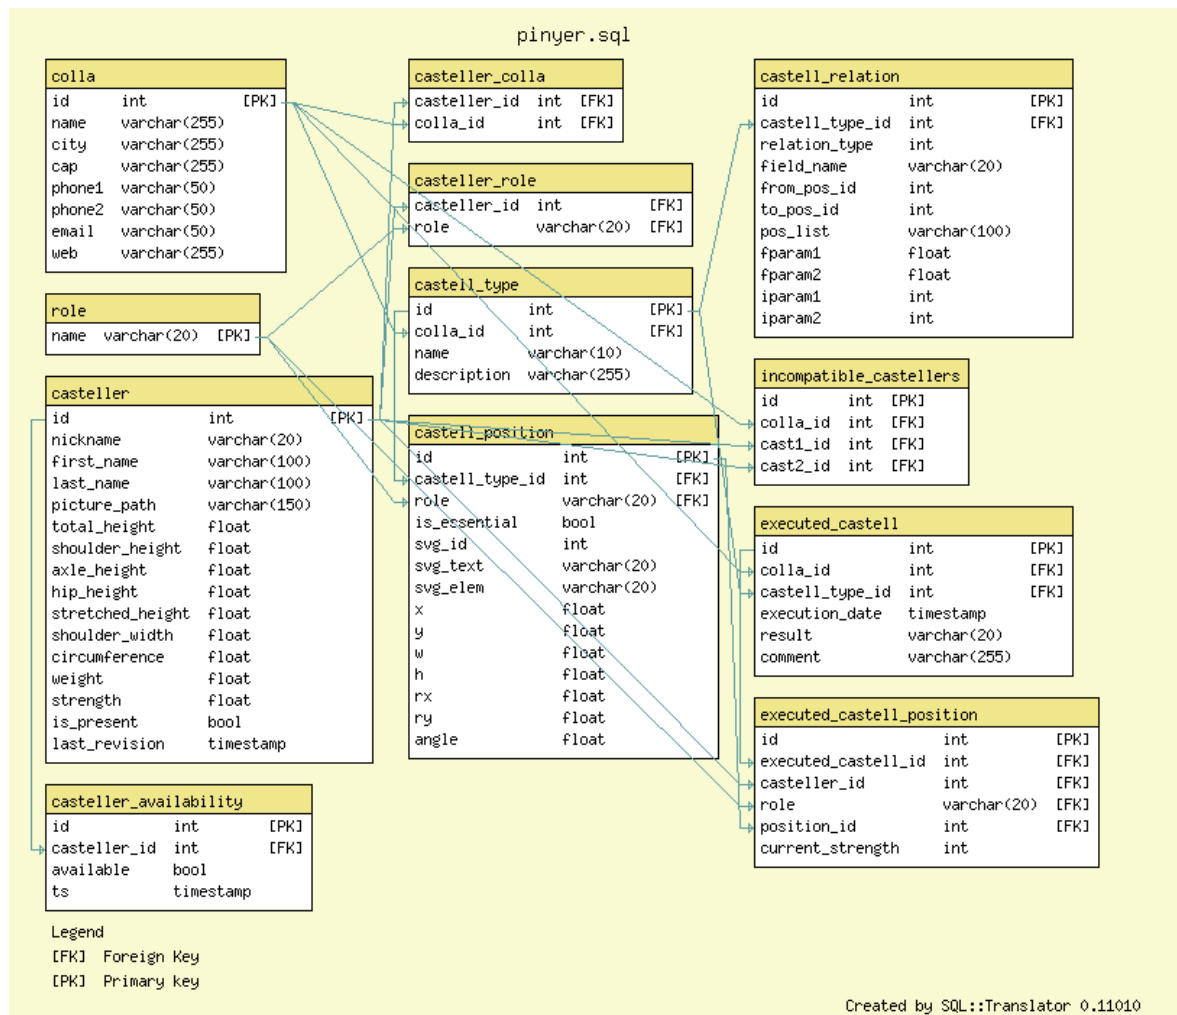 pinyer.sql
colla
id int [PK]
name varchar(255)
city varchar(255)
cap varchar(255)
phone1 varchar(50)
phone2 varchar(50)
email varchar(50)
web varchar(255)
role
name varchar(20) [PK]
casteller
id int [PK]
nickname varchar(20)
first_name varchar(100)
last_name varchar(100)
picture_path varchar(150)
total_height float
shoulder_height float
axle_height float
hip_height float
stretched_height float
shoulder_width float
circumference float
weight float
strength float
is_present bool
last_revision timestamp
casteller_availability
id int [PK]
casteller_id int [FK]
available bool
ts timestamp
casteller_colla
casteller_id int [FK]
colla_id int [FK]
casteller_role
casteller_id int [FK]
role varchar(20) [FK]
castell_type
id int [PK]
colla_id int [FK]
name varchar(10)
description varchar(255)
castell_position
id int [PK]
castell_type_id int [FK]
role varchar(20) [FK]
is_essential bool
svg_id int
svg_text varchar(20)
svg_elem varchar(20)
x float
y float
w float
h float
rx float
ry float
angle float
castell_relation
id int [PK]
castell_type_id int [FK]
relation_type int
field_name varchar(20)
from_pos_id int
to_pos_id int
pos_list varchar(100)
fparam1 float
fparam2 float
iparam1 int
iparam2 int
incompatible_castellers
id int [PK]
colla_id int [FK]
cast1_id int [FK]
cast2_id int [FK]
executed_castell
id int [PK]
colla_id int [FK]
castell_type_id int [FK]
execution_date timestamp
result varchar(20)
comment varchar(255)
executed_castell_position
id int [PK]
executed_castell_id int [FK]
casteller_id int [FK]
role varchar(20) [FK]
position_id int [FK]
current_strength int
Legend
[FK] Foreign Key
[PK] Primary key
Created by SQL::Translator 0.11010